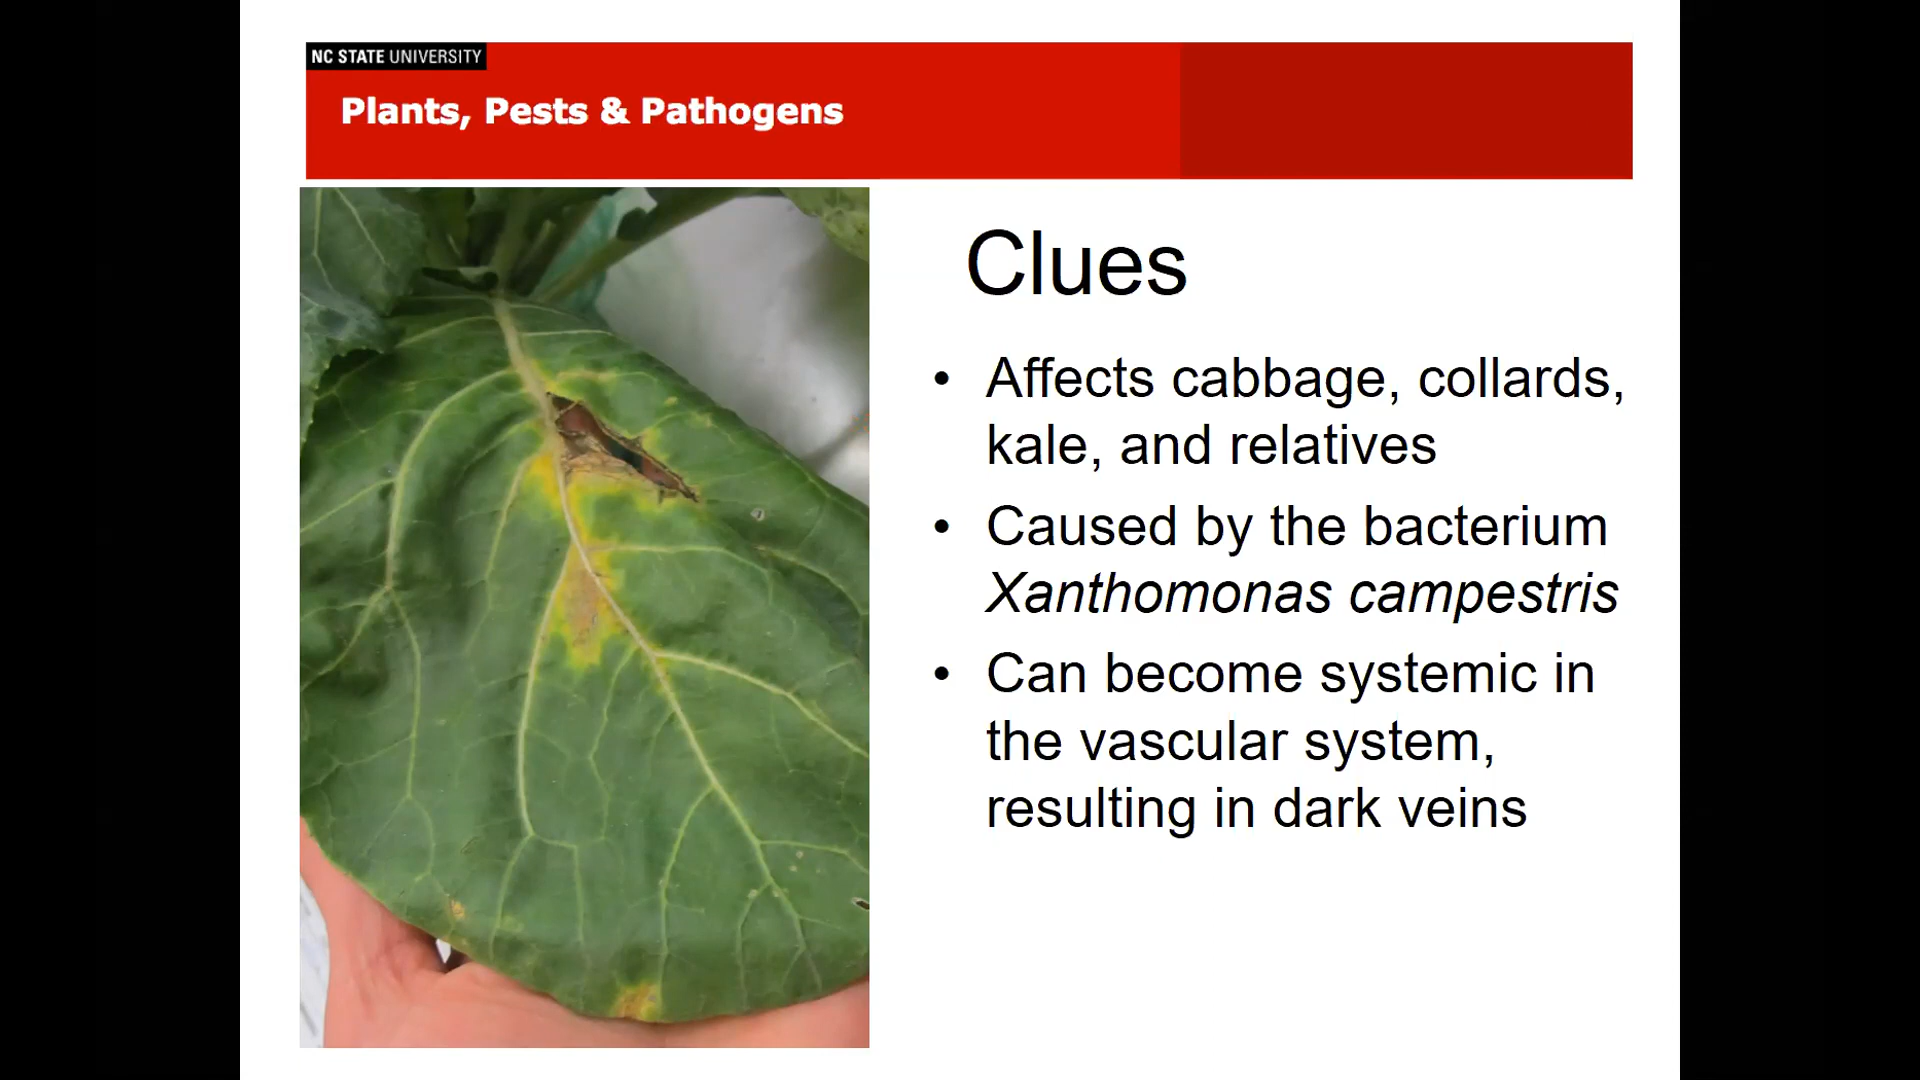 NC STATE UNIVERSITY
Plants, Pests & Pathogens
Clues
• Affects cabbage, collards,
kale, and relatives
• Caused by the bacterium
Xanthomonas campestris
• Can become systemic in
the vascular system,
resulting in dark veins